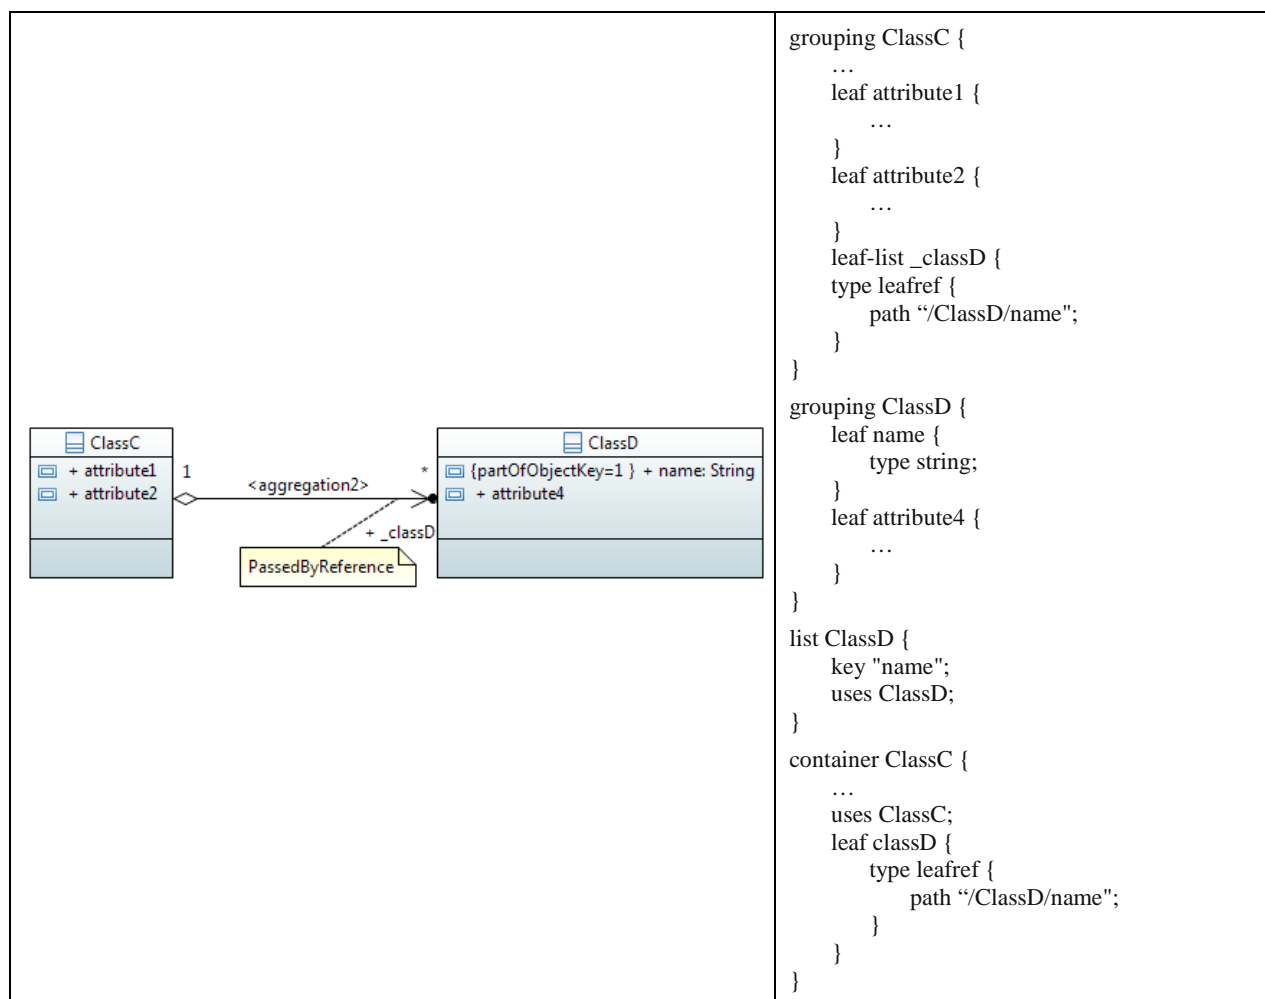 ClassC
+ attribute1
+ attribute2
1
<aggregation2>
*
+ _classD
PassedByReference
ClassD
{partOfObjectKey=1 } + name: String
+ attribute4
grouping ClassC {
…
leaf attribute1 {
…
}
leaf attribute2 {
…
}
leaf-list _classD {
type leafref {
path “/ClassD/name";
}
}
grouping ClassD {
leaf name {
type string;
}
leaf attribute4 {
…
}
}
list ClassD {
key "name";
uses ClassD;
}
container ClassC {
…
uses ClassC;
leaf classD {
type leafref {
path “/ClassD/name";
}
}
}